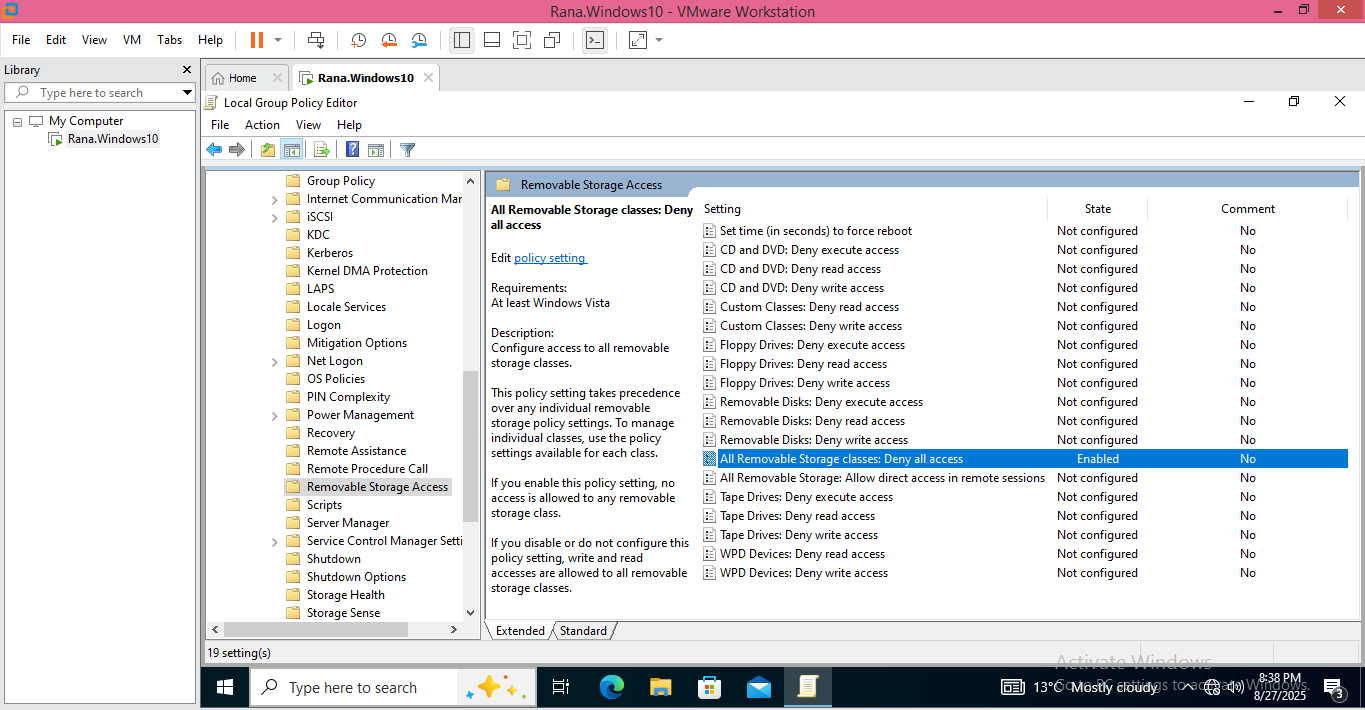 Rana.Windows10 - VMware Workstation
File Edit View VM Tabs Help
Library
Type here to search
My Computer
Rana.Windows10
Home
Rana.Windows10
Local Group Policy Editor
File Action View Help
Group Policy
Internet Communication Mar
iSCSI
KDC
Kerberos
Kernel DMA Protection
LAPS
Locale Services
Logon
Mitigation Options
Net Logon
OS Policies
PIN Complexity
Power Management
Recovery
Remote Assistance
Remote Procedure Call
Removable Storage Access
Scripts
Server Manager
Service Control Manager Setti
Shutdown
Shutdown Options
Storage Health
Storage Sense
Removable Storage Access
All Removable Storage classes: Deny
all access
Edit policy setting
Requirements:
At least Windows Vista
Description:
Configure access to all removable
storage classes.
This policy setting takes precedence
over any individual removable
storage policy settings. To manage
individual classes, use the policy
settings available for each class.
If you enable this policy setting, no
access is allowed to any removable
storage class.
If you disable or do not configure this
policy setting, write and read
accesses are allowed to all removable
storage classes.
Setting State Comment
Set time (in seconds) to force reboot Not configured No
CD and DVD: Deny execute access Not configured No
CD and DVD: Deny read access Not configured No
CD and DVD: Deny write access Not configured No
Custom Classes: Deny read access Not configured No
Custom Classes: Deny write access Not configured No
Floppy Drives: Deny execute access Not configured No
Floppy Drives: Deny read access Not configured No
Floppy Drives: Deny write access Not configured No
Removable Disks: Deny execute access Not configured No
Removable Disks: Deny read access Not configured No
Removable Disks: Deny write access Not configured No
All Removable Storage classes: Deny all access Enabled No
All Removable Storage: Allow direct access in remote sessions Not configured No
Tape Drives: Deny execute access Not configured No
Tape Drives: Deny read access Not configured No
Tape Drives: Deny write access Not configured No
WPD Devices: Deny read access Not configured No
WPD Devices: Deny write access Not configured No
Extended Standard
19 setting(s)
Activate Windows
Go to PC settings to activate Windows.
Type here to search
13°C Mostly cloudy
8:38 PM
8/27/2025
3